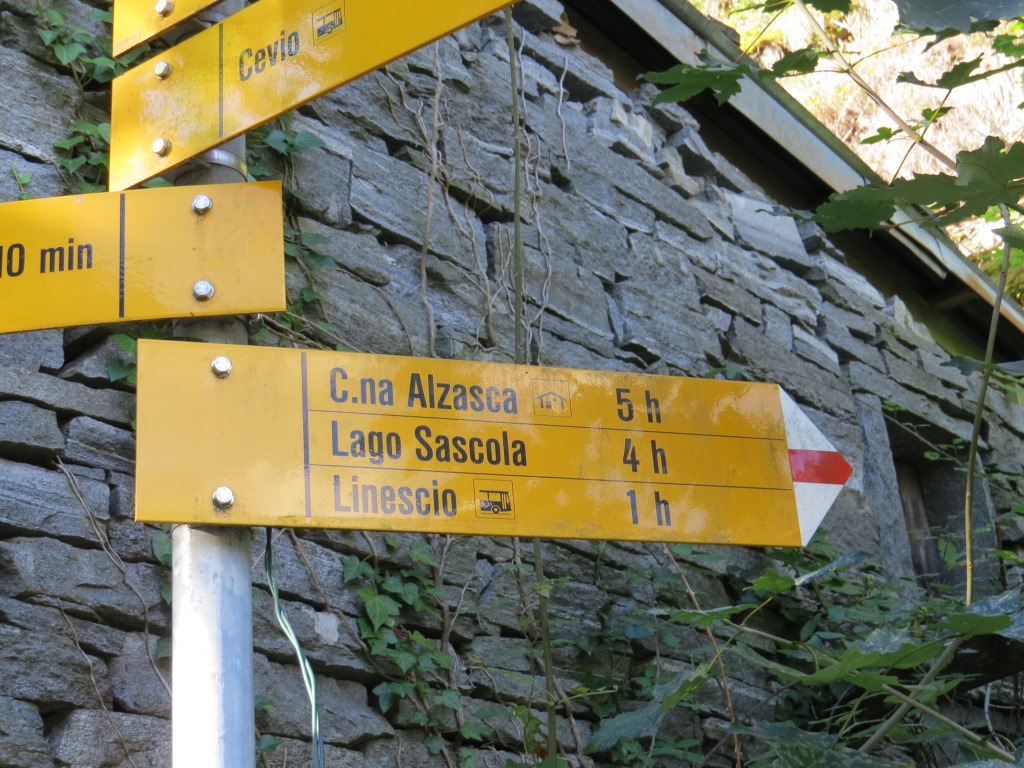 Cevio
10 min
C.na Alzasca 5 h
Lago Sascola 4 h
Linescio 1 h